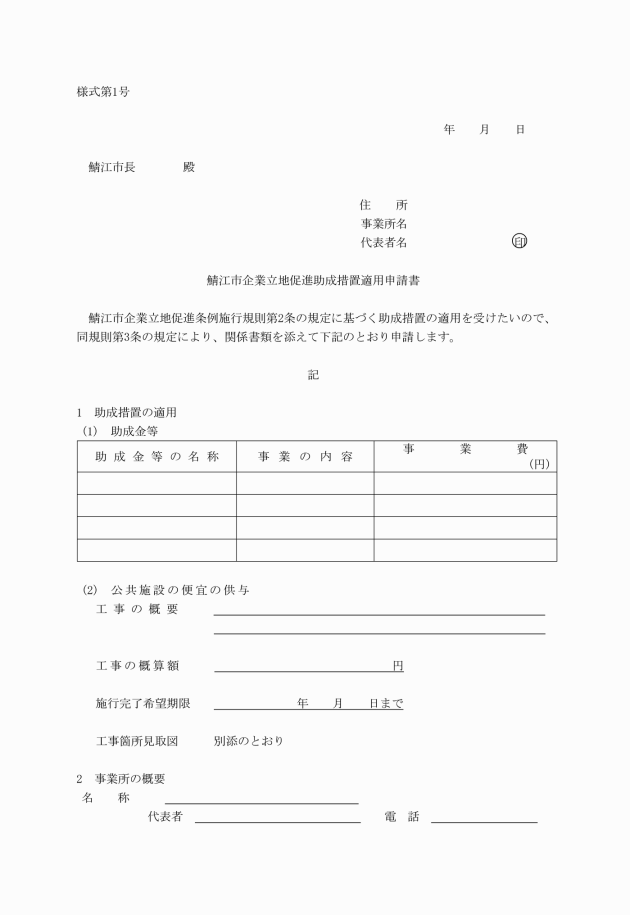 様式第1号
年　　月　　日
鯖江市長　　　　殿
住　　所
事業所名
代表者名　　　　　　　　　㊞
鯖江市企業立地促進助成措置適用申請書
鯖江市企業立地促進条例施行規則第2条の規定に基づく助成措置の適用を受けたいので、
同規則第3条の規定により、関係書類を添えて下記のとおり申請します。
記
1　助成措置の適用
(1)　助成金等
助成金等の名称　事業の内容　事業費
(円)
(2)　公共施設の便宜の供与
工事の概要
工事の概算額　　　　　　円
施行完了希望期限　　　　年　　月　　日まで
工事箇所見取図　　別添のとおり
2　事業所の概要
名　　称
代表者　　　　　　電　話